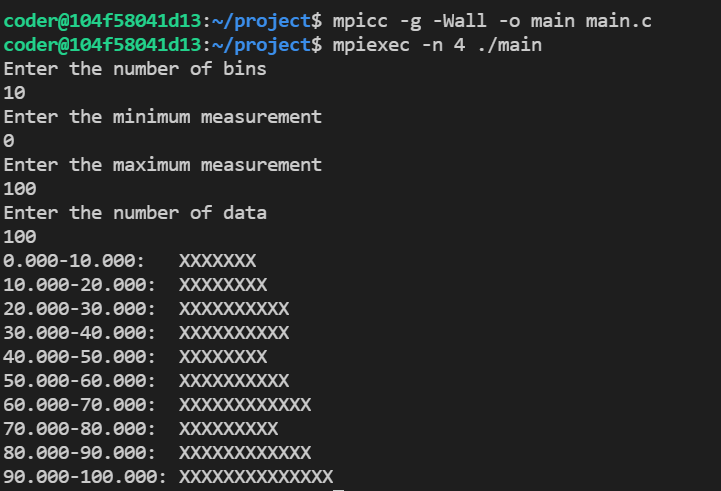 coder@104f58041d13:~/project$ mpicc -g -Wall -o main main.c
coder@104f58041d13:~/project$ mpiexec -n 4 ./main
Enter the number of bins
10
Enter the minimum measurement
0
Enter the maximum measurement
100
Enter the number of data
100
0.000-10.000:   XXXXXXX
10.000-20.000:  XXXXXXXX
20.000-30.000:  XXXXXXXXXX
30.000-40.000:  XXXXXXXXXX
40.000-50.000:  XXXXXXXX
50.000-60.000:  XXXXXXXXXX
60.000-70.000:  XXXXXXXXXXXX
70.000-80.000:  XXXXXXXXX
80.000-90.000:  XXXXXXXXXXXX
90.000-100.000: XXXXXXXXXXXXXX